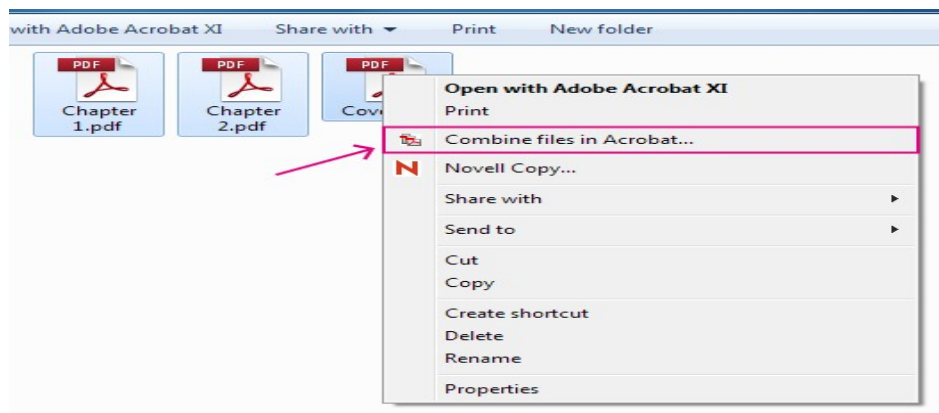 with Adobe Acrobat XI Share with Print New folder
PDF PDF PDF
Chapter
1.pdf
Chapter
2.pdf
Open with Adobe Acrobat XI
Print
Combine files in Acrobat...
N Novell Copy...
Share with
Send to
Cut
Copy
Create shortcut
Delete
Rename
Properties